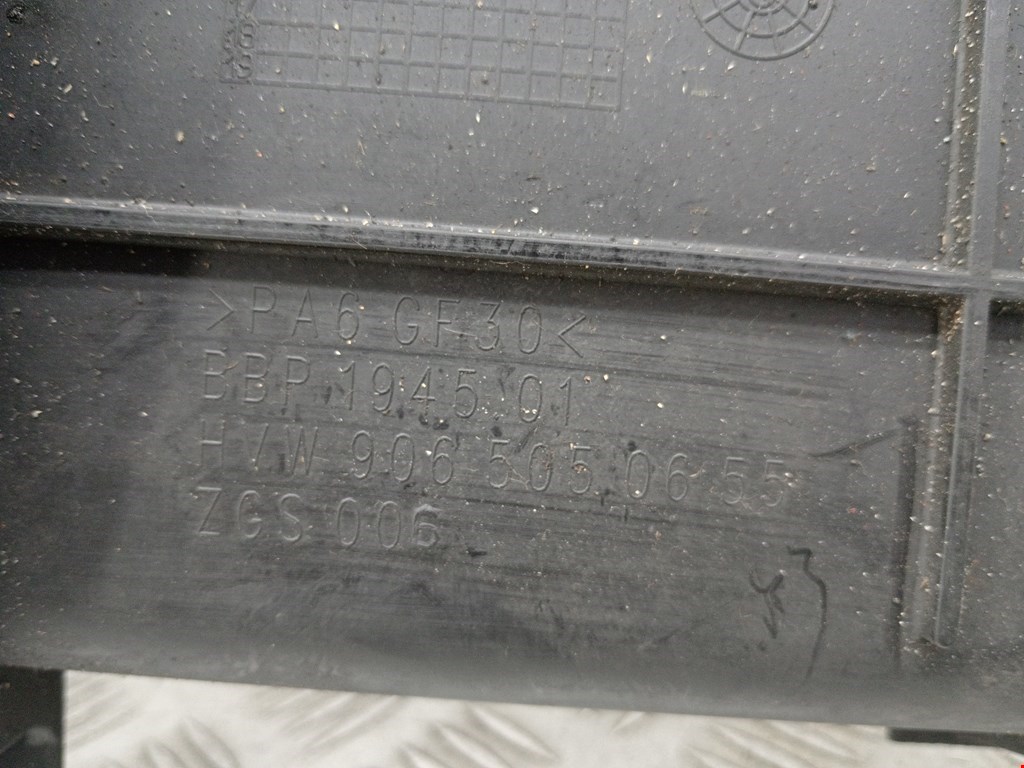 >PA6 GF30<
BBP 1945 01
H/W 906 505 06 55
ZGS 006